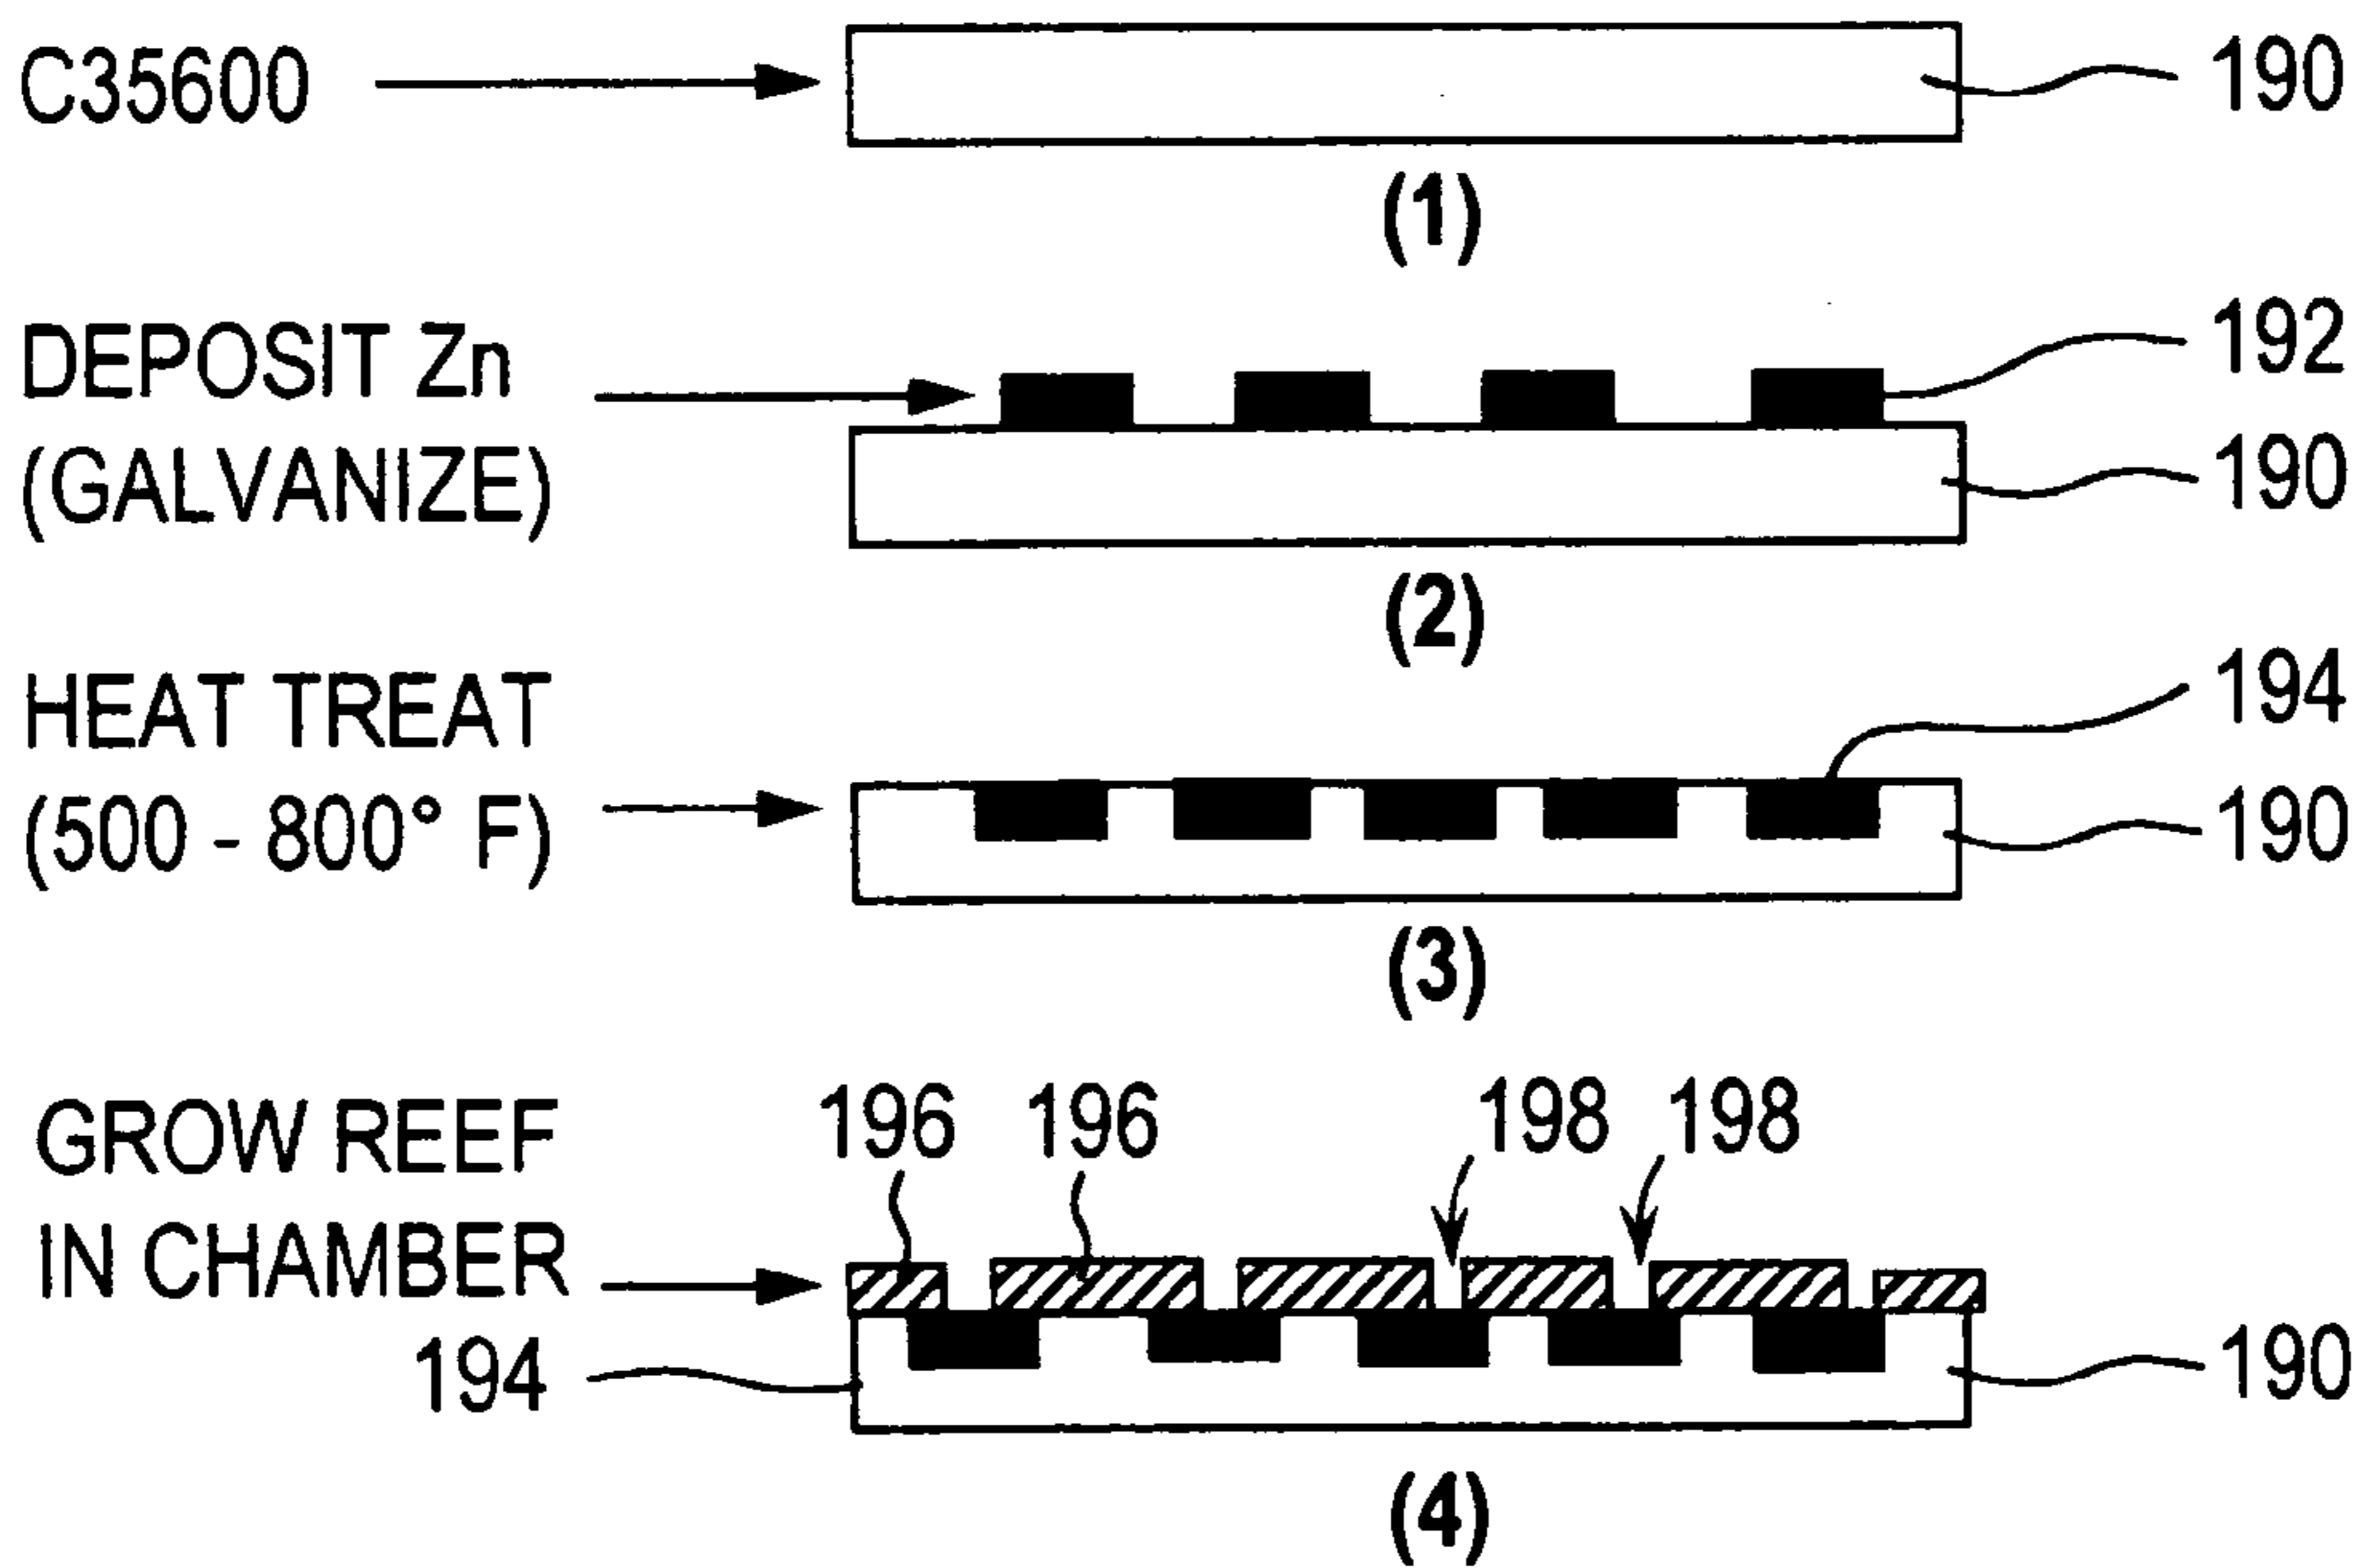 C35600
190
(1)
DEPOSIT Zn
(GALVANIZE)
192
190
(2)
HEAT TREAT
(500 - 800° F)
194
190
(3)
GROW REEF
IN CHAMBER
196 196 198 198
194
190
(4)